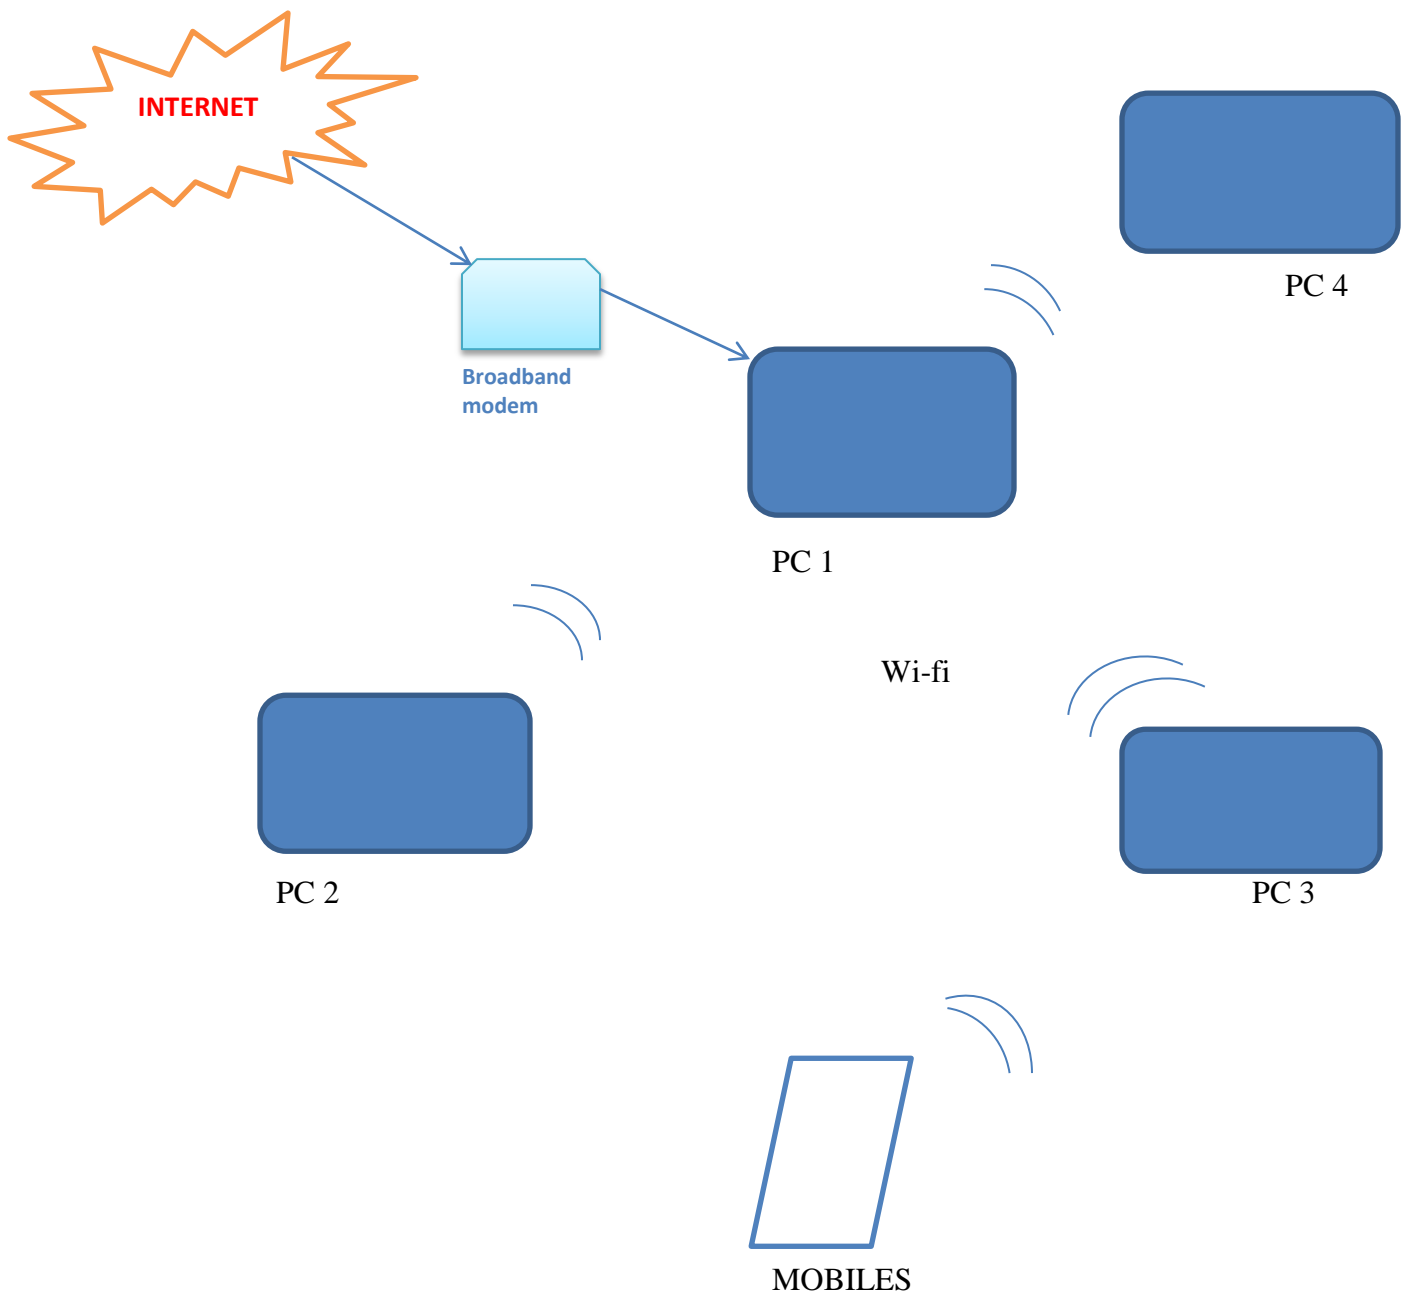 INTERNET
PC 4
Broadband
modem
PC 1
Wi-fi
PC 2
PC 3
MOBILES